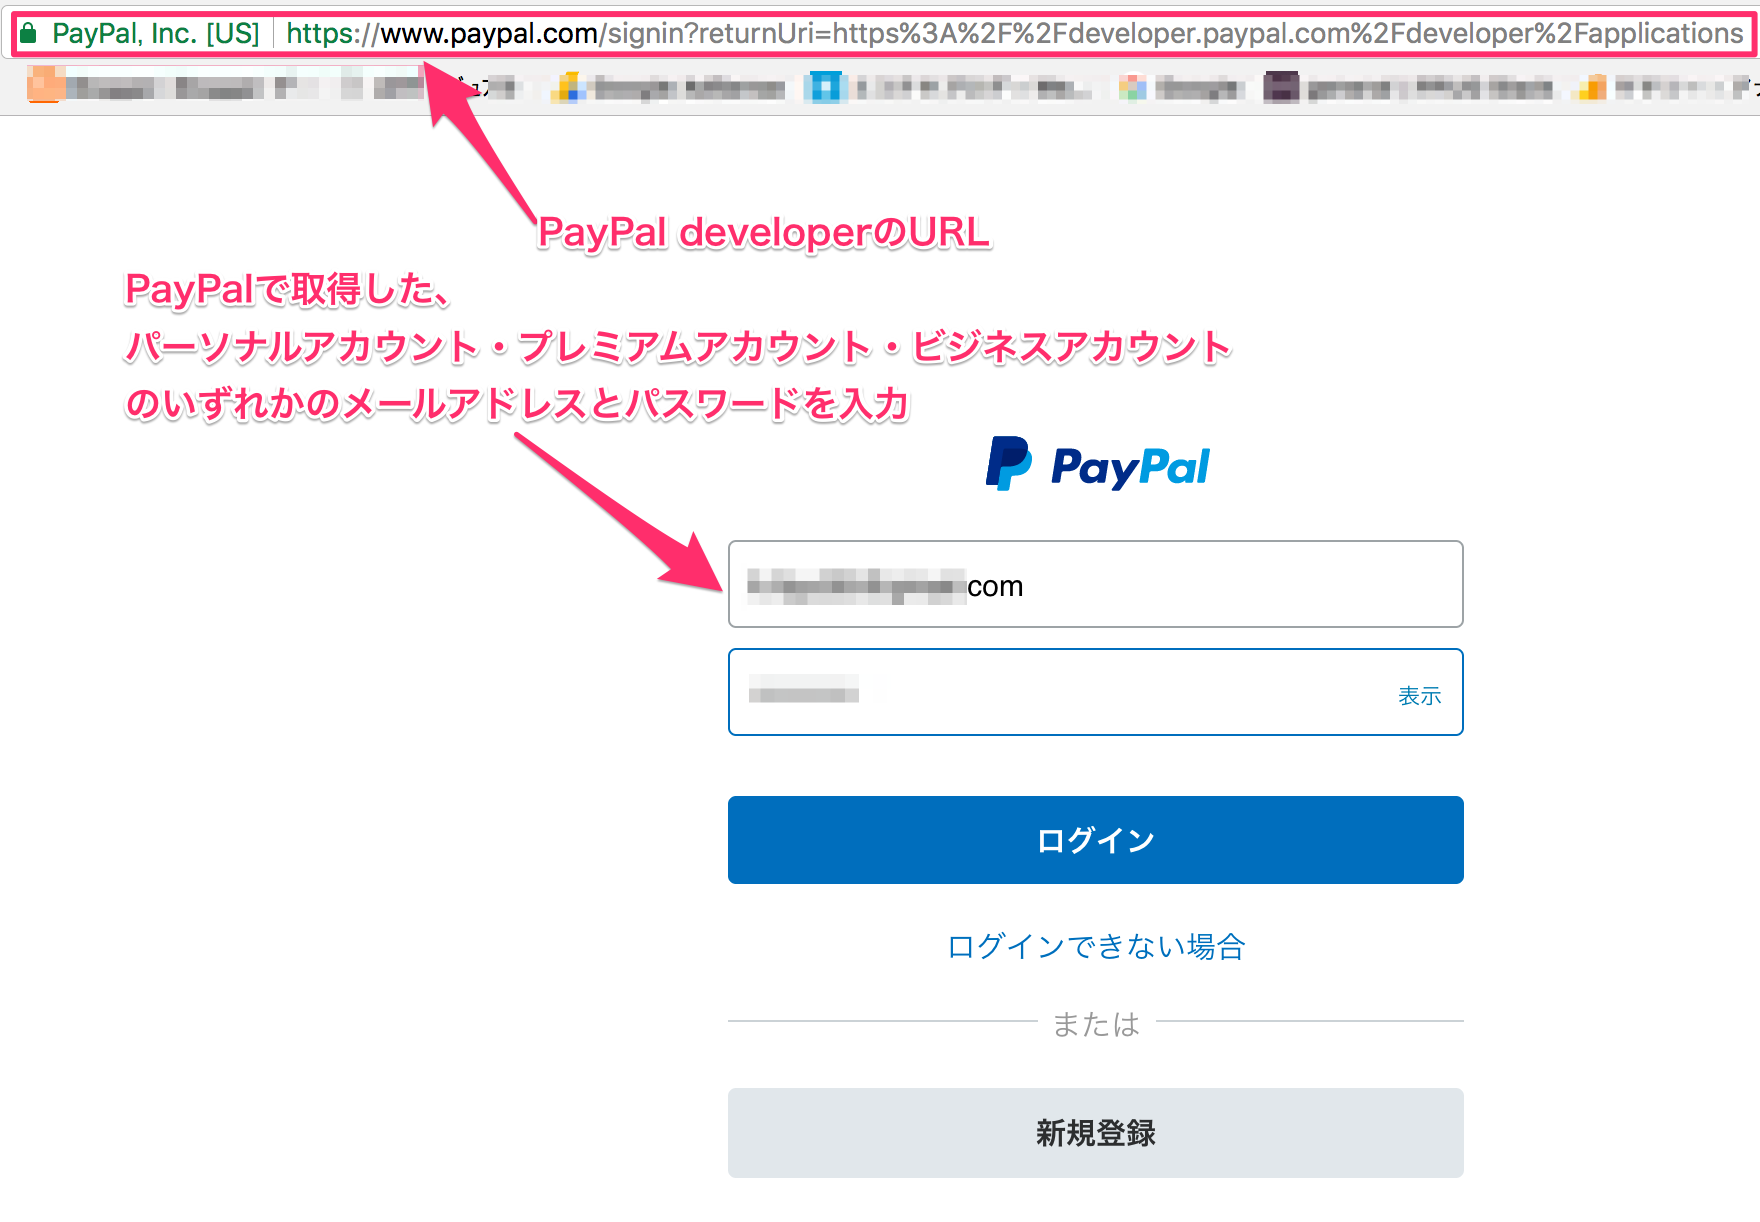 PayPal, Inc. [US] https://www.paypal.com/signin?returnUri=https%3A%2F%2Fdeveloper.paypal.com%2Fdeveloper%2Fapplications
PayPal developerのURL
PayPalで取得した、
パーソナルアカウント・プレミアムアカウント・ビジネスアカウント
のいずれかのメールアドレスとパスワードを入力
PayPal
com
表示
ログイン
ログインできない場合
または
新規登録